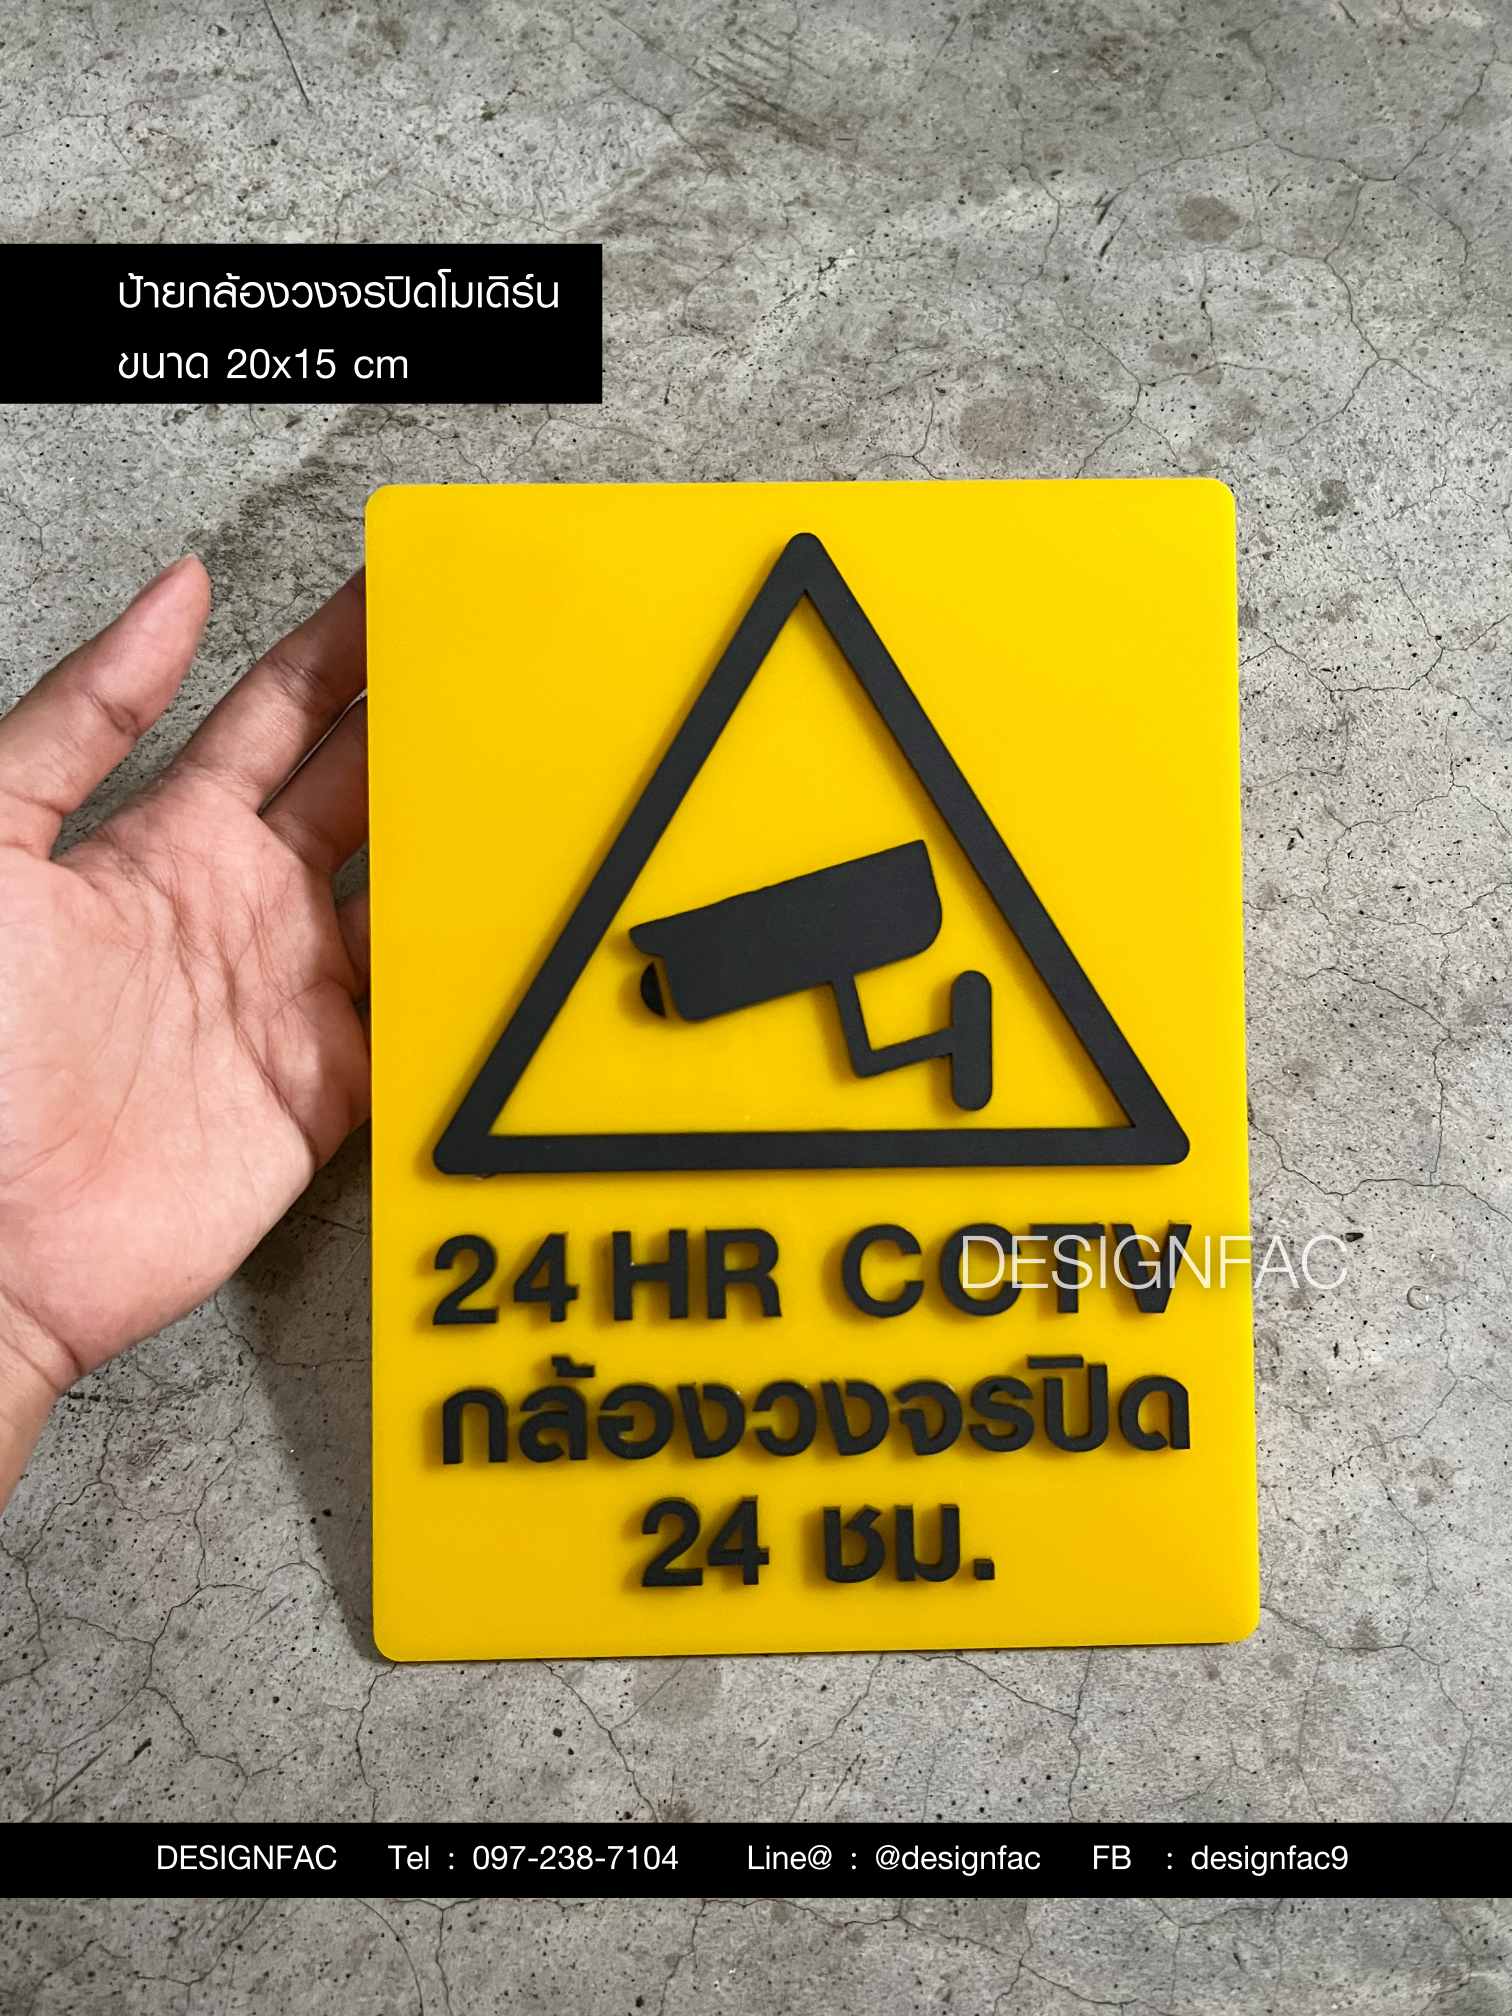 ป้ายกล้องวงจรปิดโมเดิร์น
ขนาด 20x15 cm
24HR CCTV
DESIGNFAC
กล้องวงจรปิด
24 ชม.
DESIGNFAC Tel : 097-238-7104 Line@ : @designfac FB : designfac9